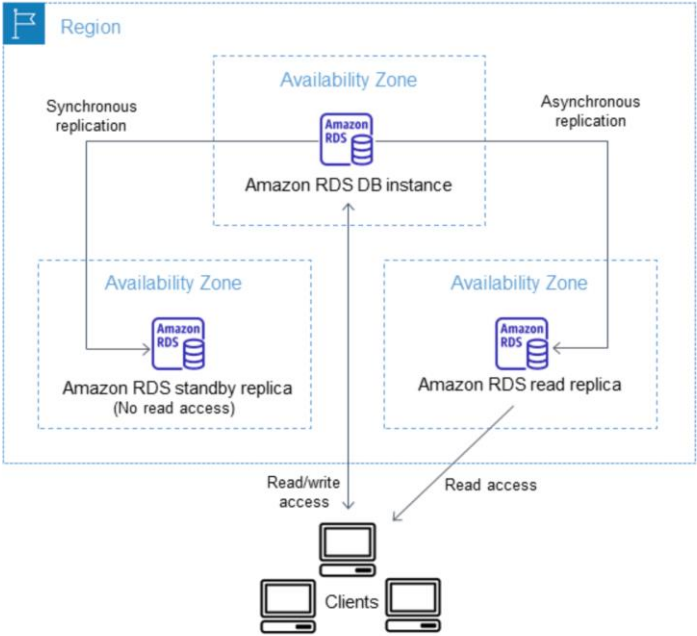 Region
Availability Zone
Synchronous
replication
Asynchronous
replication
Amazon
RDS
Amazon RDS DB instance
Availability Zone
Amazon
RDS
Amazon RDS standby replica
(No read access)
Availability Zone
Amazon
RDS
Amazon RDS read replica
Read/write
access
Read access
Clients